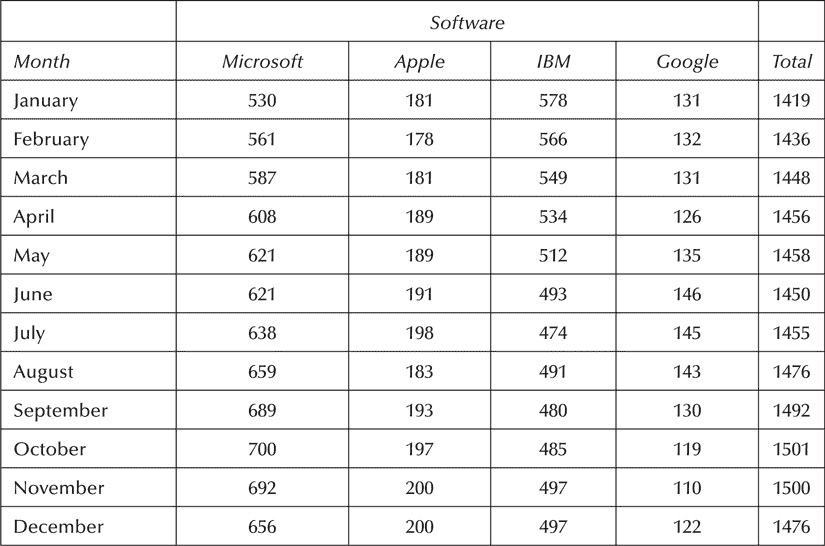 Software
Month Microsoft Apple IBM Google Total
January 530 181 578 131 1419
February 561 178 566 132 1436
March 587 181 549 131 1448
April 608 189 534 126 1456
May 621 189 512 135 1458
June 621 191 493 146 1450
July 638 198 474 145 1455
August 659 183 491 143 1476
September 689 193 480 130 1492
October 700 197 485 119 1501
November 692 200 497 110 1500
December 656 200 497 122 1476